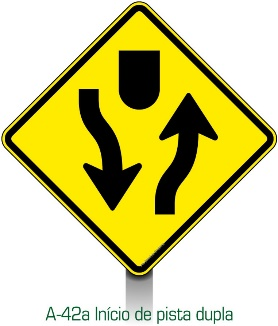 A-42a Início de pista dupla